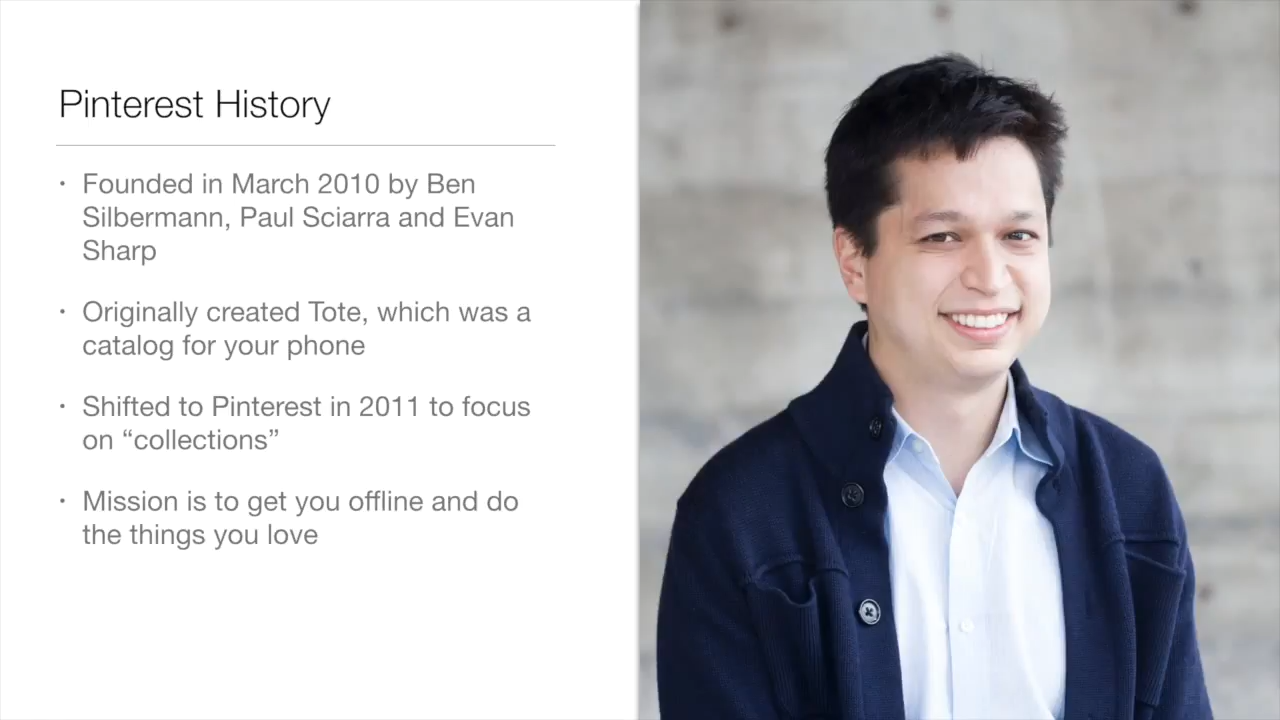 Pinterest History
• Founded in March 2010 by Ben
Silbermann, Paul Sciarra and Evan
Sharp
• Originally created Tote, which was a
catalog for your phone
• Shifted to Pinterest in 2011 to focus
on “collections”
• Mission is to get you offline and do
the things you love